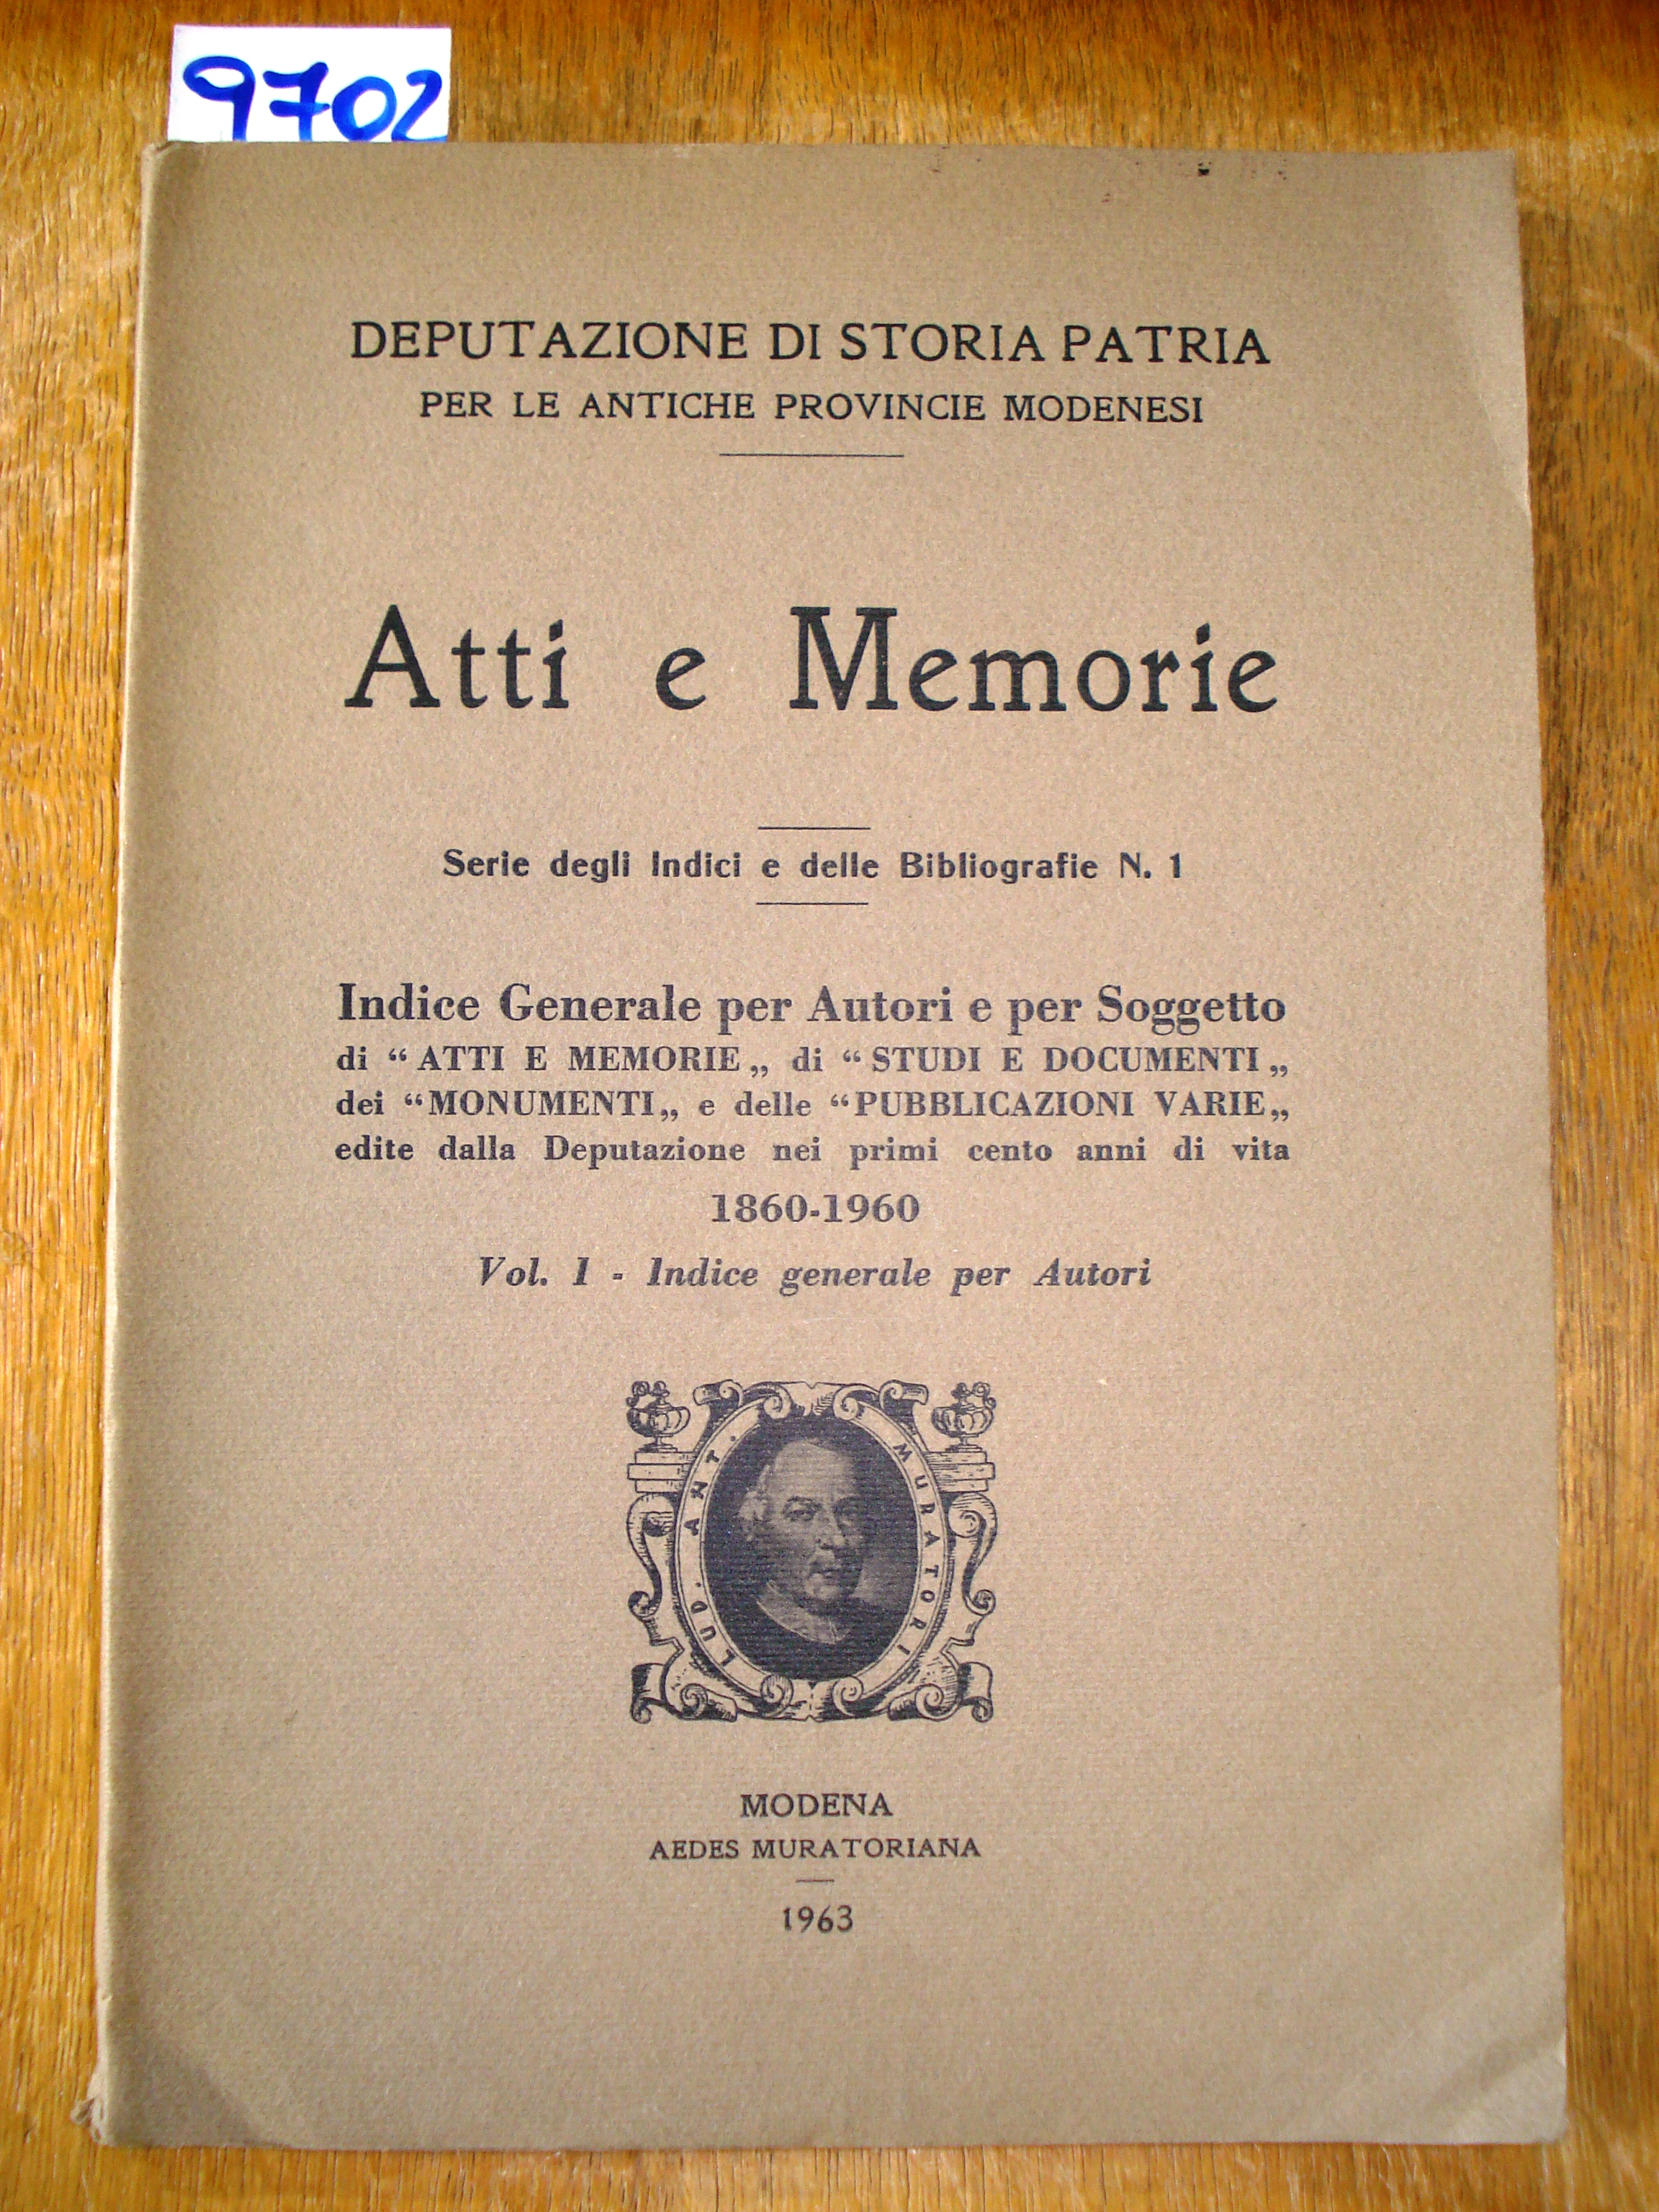 9702
DEPUTAZIONE DI STORIA PATRIA
PER LE ANTICHE PROVINCIE MODENESI
Atti e Memorie
Serie degli Indici e delle Bibliografie N. 1
Indice Generale per Autori e per Soggetto
di “ ATTI E MEMORIE „ di “ STUDI E DOCUMENTI „
dei “MONUMENTI„ e delle “PUBBLICAZIONI VARIE„
edite dalla Deputazione nei primi cento anni di vita
1860-1960
Vol. I - Indice generale per Autori
LUD. ANT. MURATORI
MODENA
AEDES MURATORIANA
1963